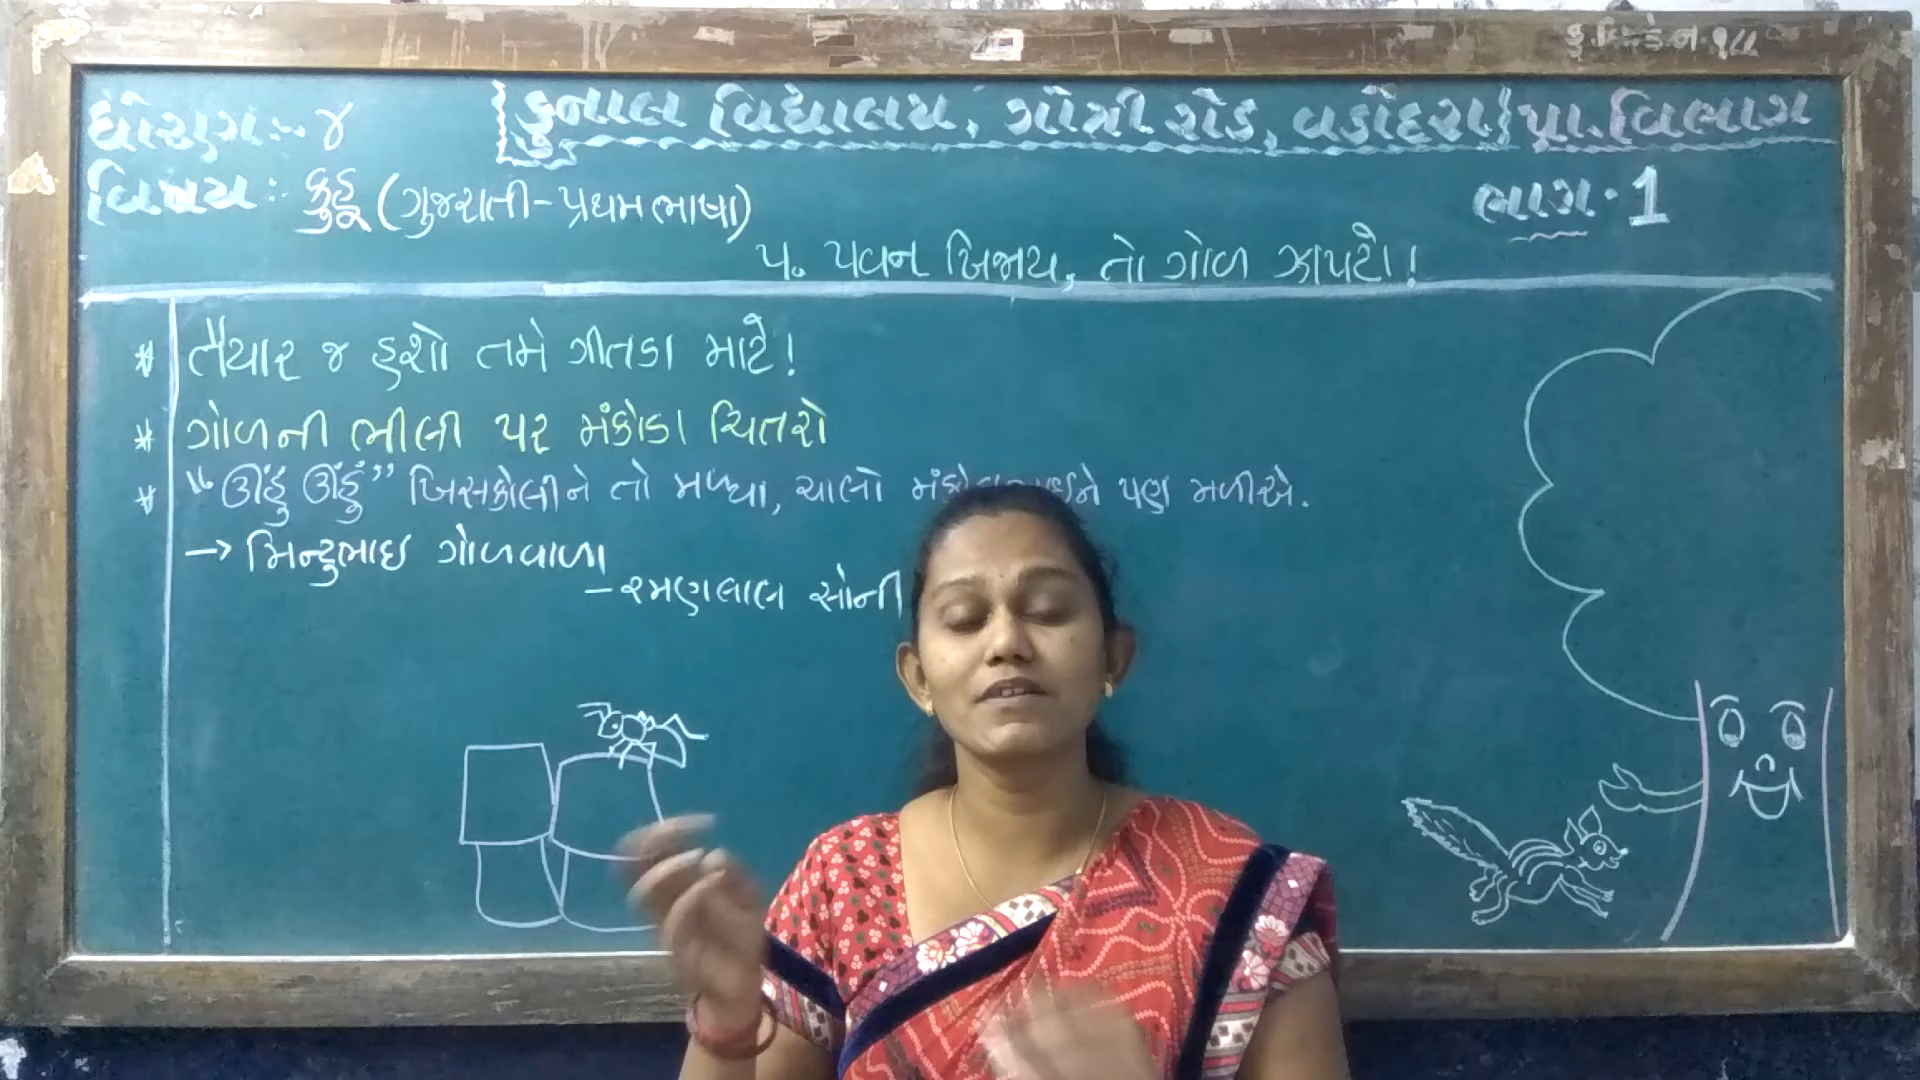 ધોરણ:- ૪
{કુનાલ વિદ્યાલય, ગોત્રી રોડ, વડોદરા} પ્રા. વિભાગ
વિષય:- કુહૂ (ગુજરાતી - પ્રથમ ભાષા)
ભાગ - 1
૫. પવન ખિજાય, તો ગોળ ઝાપટો!
* તૈયાર જ હશો તમે ગીતડા માટે!
* ગોળની ભીલી પર મંકોડા ચિતરો
* "ઊંહું ઊંહું" ખિસકોલીને તો મળ્યા, ચાલો પણ મળીએ.
→ મિન્ટુભાઇ ગોળવાળા
- રમણલાલ સોની